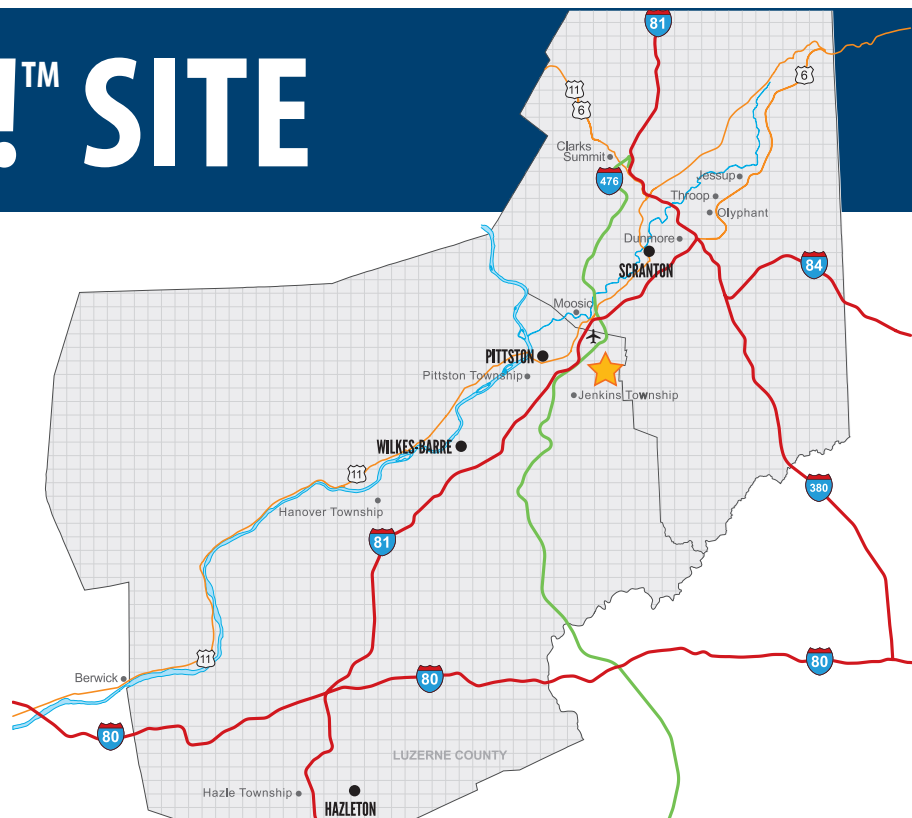 !™ SITE
81
11
6
6
Clarks
Summit
476
Jessup
Throop
Olyphant
Dunmore
SCRANTON
84
Moosic
PITTSTON
Pittston Township
Jenkins Township
WILKES-BARRE
11
380
Hanover Township
81
11
80
Berwick
80
80
LUZERNE COUNTY
Hazle Township
HAZLETON